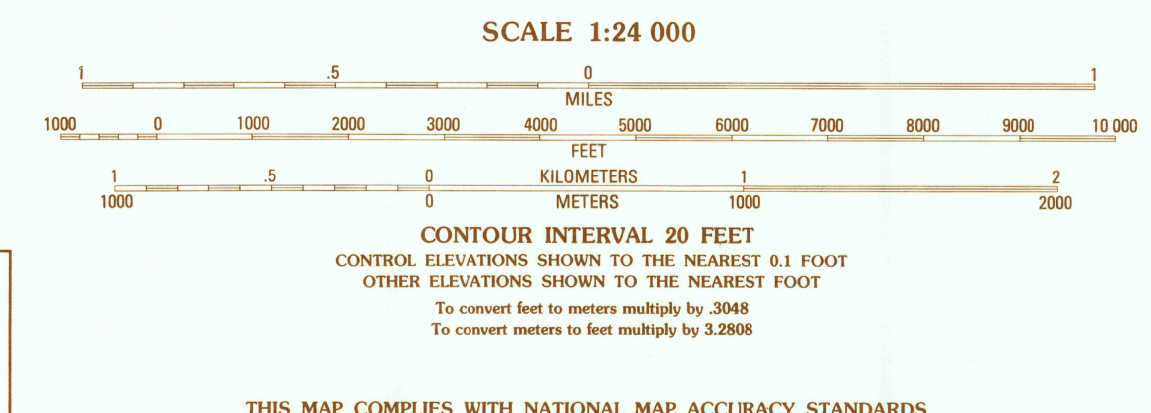 SCALE 1:24 000
1 .5 0 1
MILES
1000 0 1000 2000 3000 4000 5000 6000 7000 8000 9000 10 000
FEET
1 .5 0 KILOMETERS 1 2
1000 0 METERS 1000 2000
CONTOUR INTERVAL 20 FEET
CONTROL ELEVATIONS SHOWN TO THE NEAREST 0.1 FOOT
OTHER ELEVATIONS SHOWN TO THE NEAREST FOOT
To convert feet to meters multiply by .3048
To convert meters to feet multiply by 3.2808
THIS MAP COMPLIES WITH NATIONAL MAP ACCURACY STANDARDS